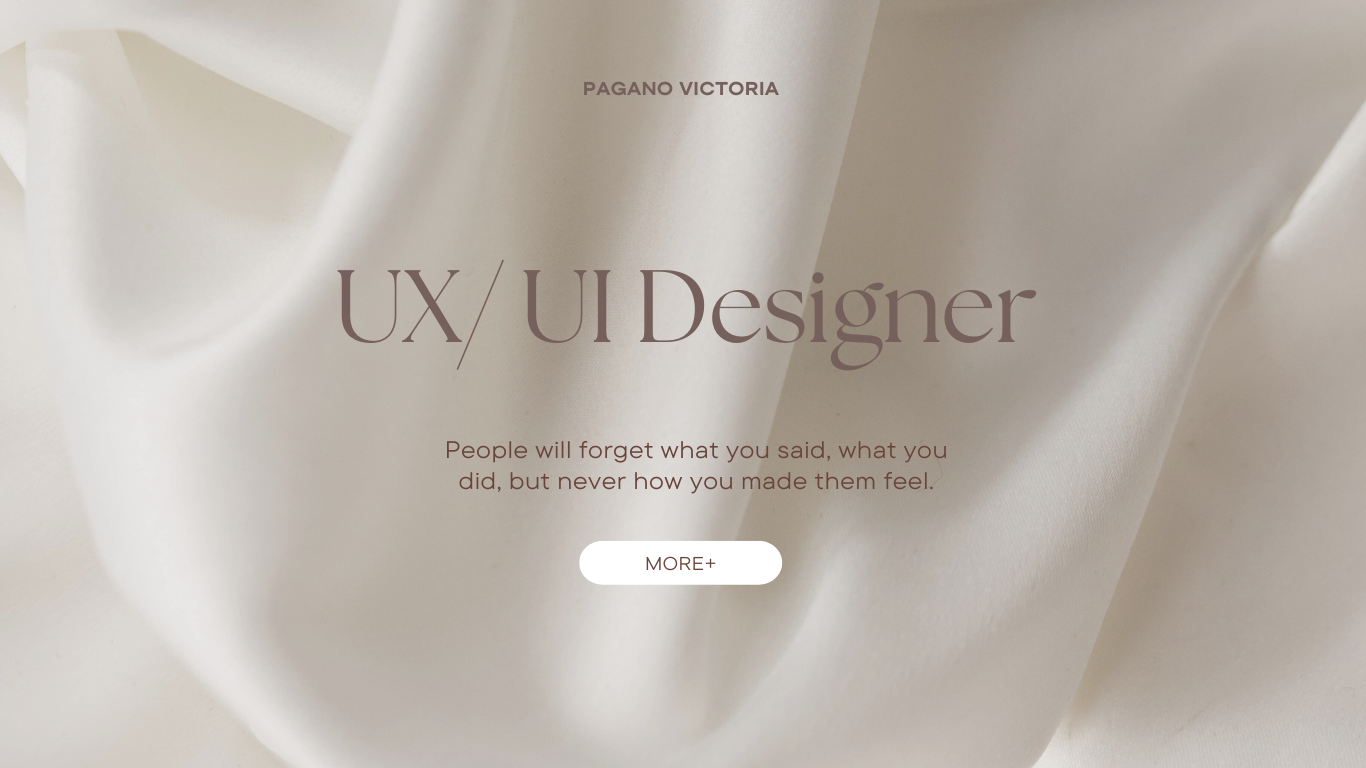 PAGANO VICTORIA
UX/ UI Designer
People will forget what you said, what you
did, but never how you made them feel.
MORE+